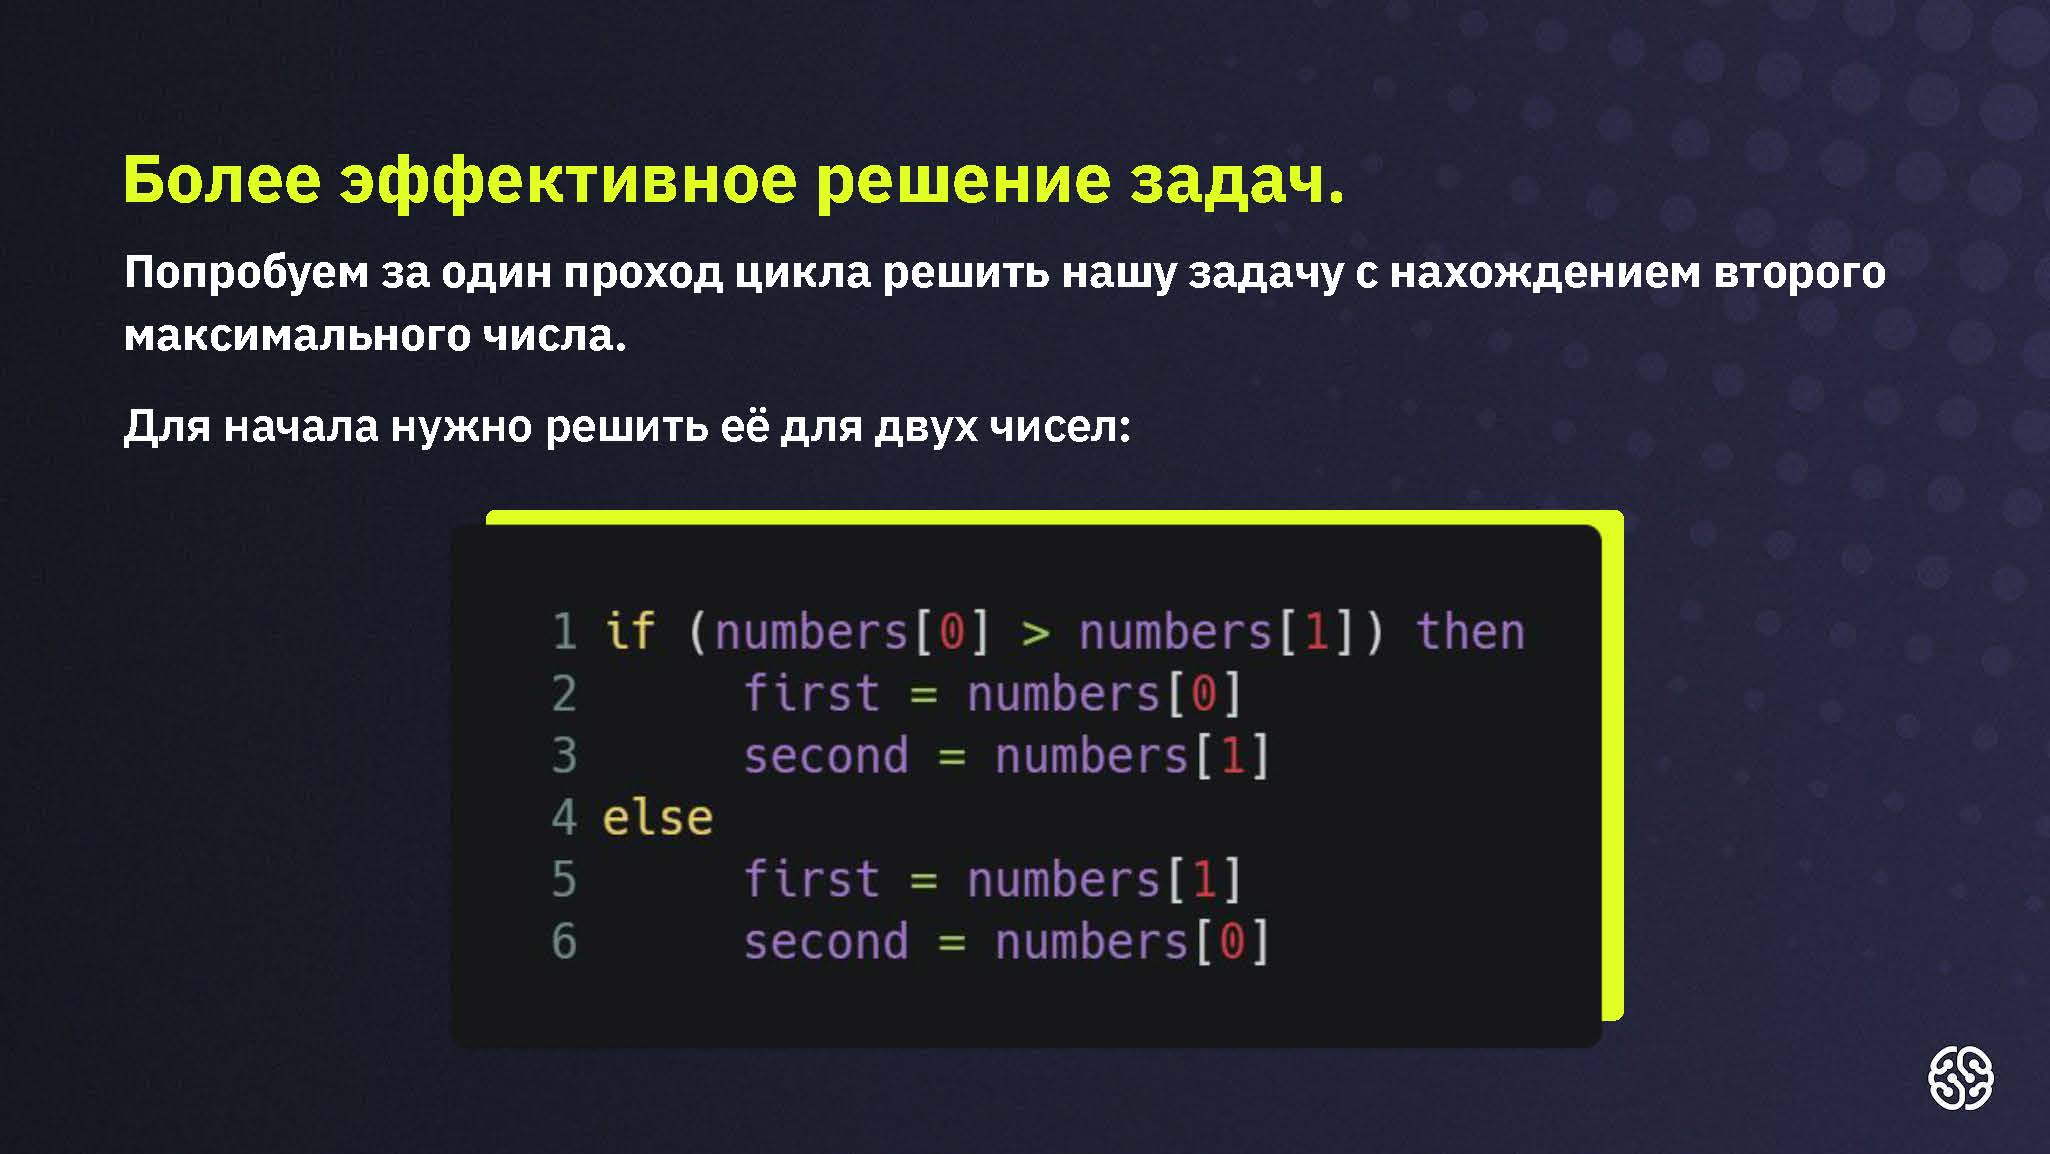 Более эффективное решение задач.
Попробуем за один проход цикла решить нашу задачу с нахождением второго
максимального числа.
Для начала нужно решить её для двух чисел:
1 if (numbers[0] > numbers[1]) then
2 first = numbers[0]
3 second = numbers[1]
4 else
5 first = numbers[1]
6 second = numbers[0]